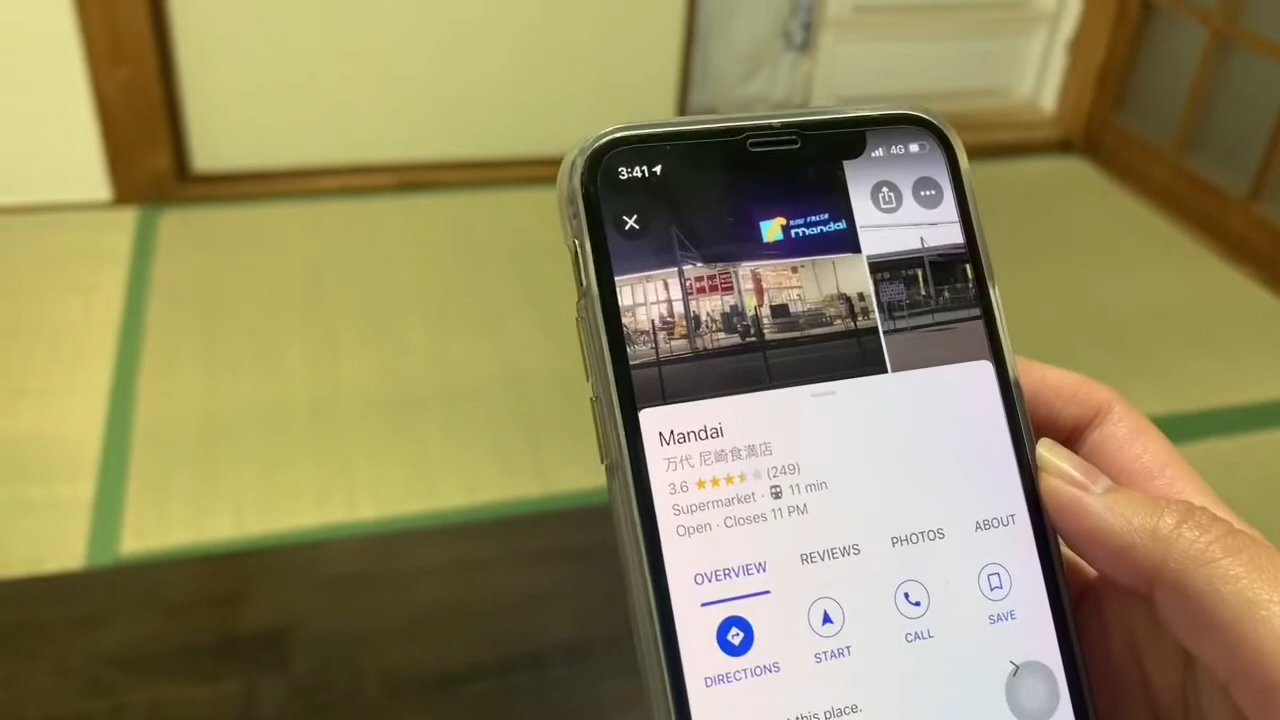 3:41
4G
NOW FRESH
mandai
Mandai
万代 尼崎食満店
3.6 (249)
Supermarket · 11 min
Open · Closes 11 PM
OVERVIEW REVIEWS PHOTOS ABOUT
DIRECTIONS START CALL SAVE
this place.